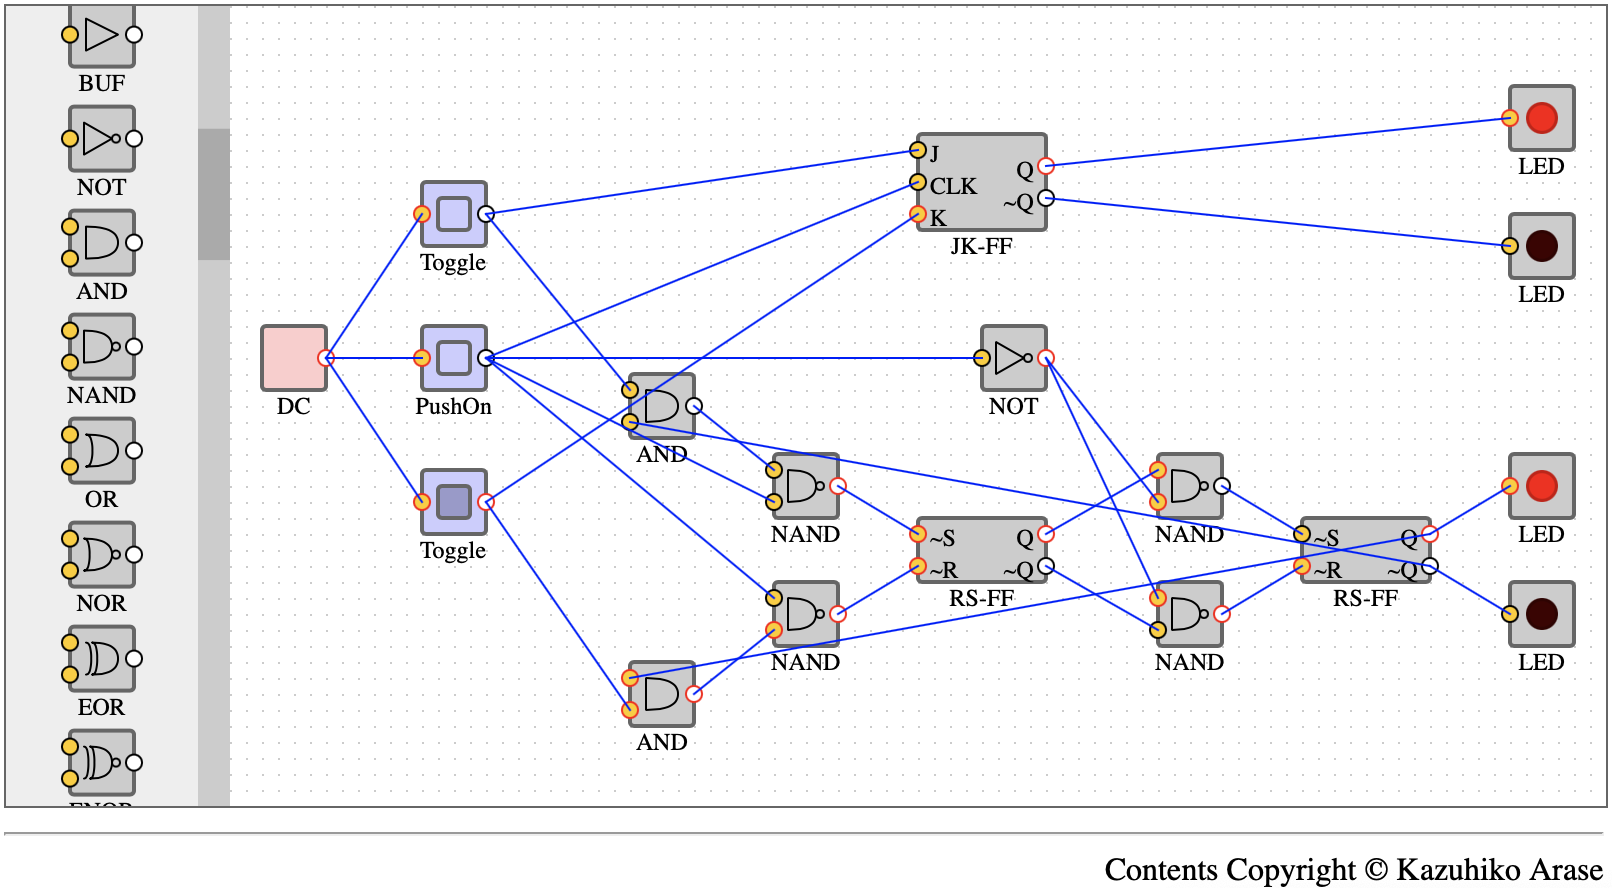 BUF
NOT
AND
NAND
OR
NOR
EOR
ENOR
Toggle
DC
PushOn
Toggle
J
CLK
K
Q
~Q
JK-FF
LED
LED
NOT
AND
NAND
NAND
AND
~S
~R
Q
~Q
RS-FF
NAND
NAND
~S
~R
Q
~Q
RS-FF
LED
LED
Contents Copyright © Kazuhiko Arase